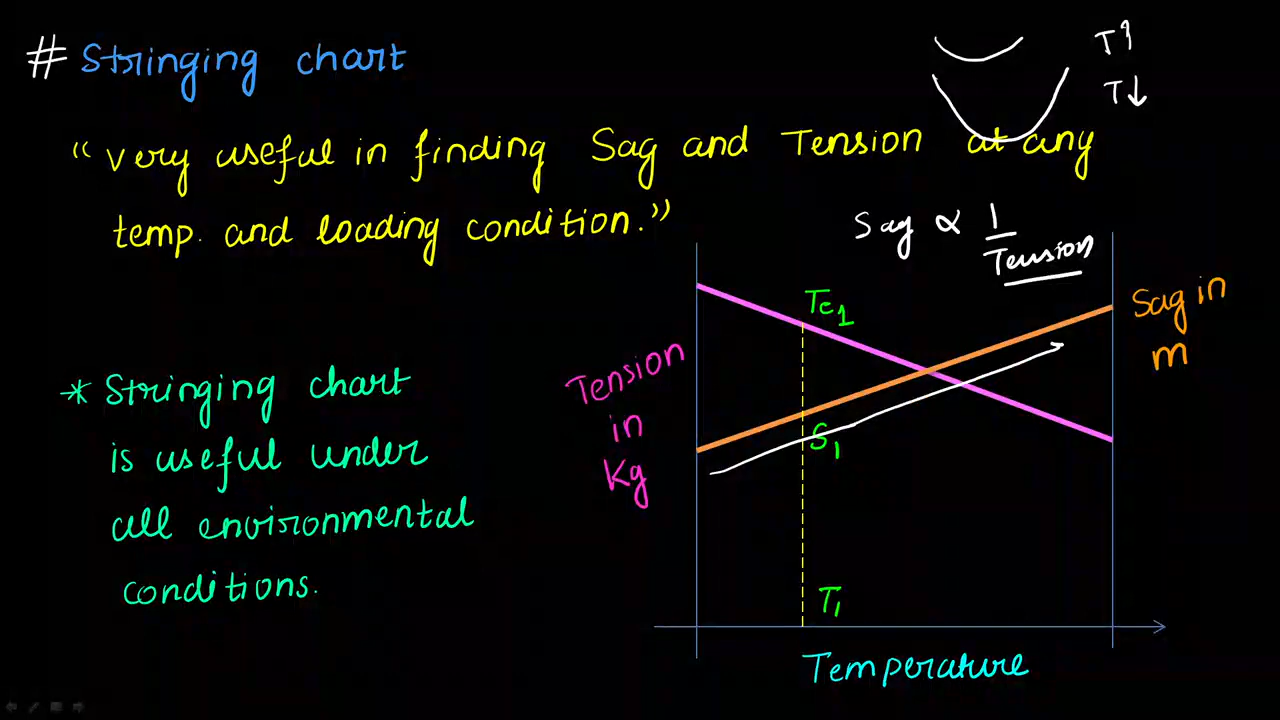 # Stringing chart
T↑
T↓
“Very useful in finding Sag and Tension at any
temp. and loading condition.”
Sag ∝ 1/Tension
* Stringing chart
is useful under
all environmental
conditions.
Tension
in
Kg
Te1
S1
T1
Sag in
m
Temperature